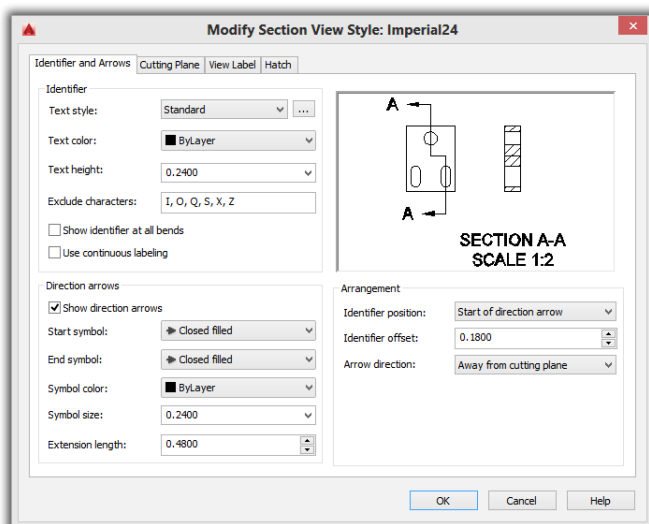 Modify Section View Style: Imperial24
Identifier and Arrows Cutting Plane View Label Hatch
Identifier
Text style: Standard ...
Text color: ByLayer
Text height: 0.2400
Exclude characters: I, O, Q, S, X, Z
Show identifier at all bends
Use continuous labeling
A
A
SECTION A-A
SCALE 1:2
Direction arrows
Show direction arrows
Start symbol: Closed filled
End symbol: Closed filled
Symbol color: ByLayer
Symbol size: 0.2400
Extension length: 0.4800
Arrangement
Identifier position: Start of direction arrow
Identifier offset: 0.1800
Arrow direction: Away from cutting plane
OK Cancel Help